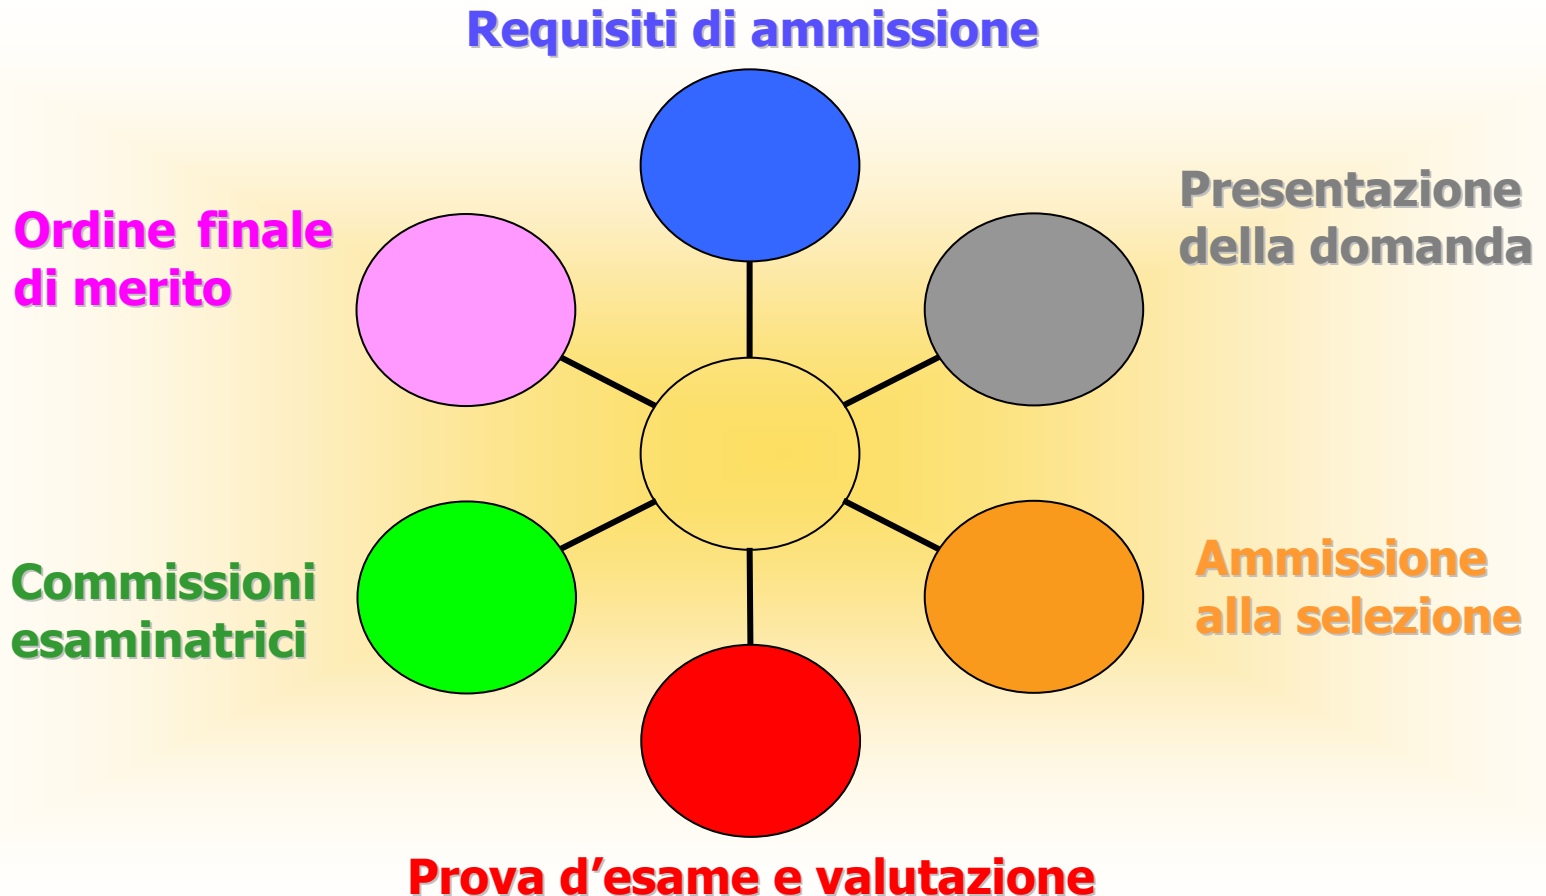 Requisiti di ammissione
Presentazione
della domanda
Ordine finale
di merito
Ammissione
alla selezione
Commissioni
esaminatrici
Prova d’esame e valutazione